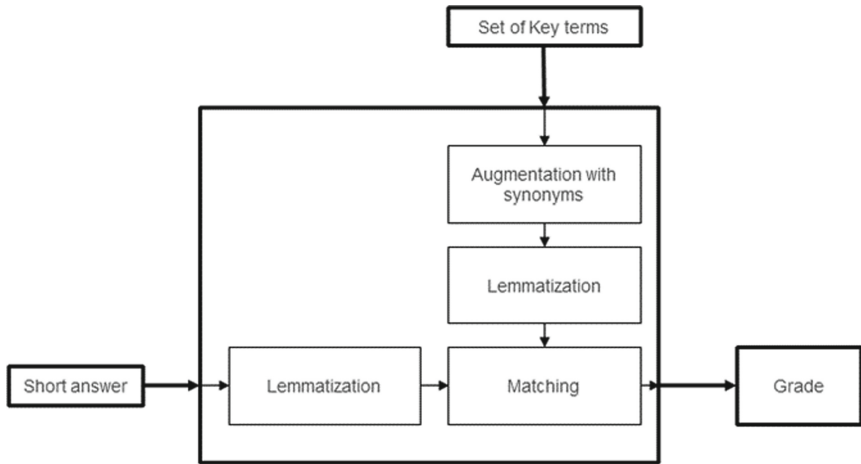 Set of Key terms
Augmentation with
synonyms
Lemmatization
Short answer
Lemmatization
Matching
Grade